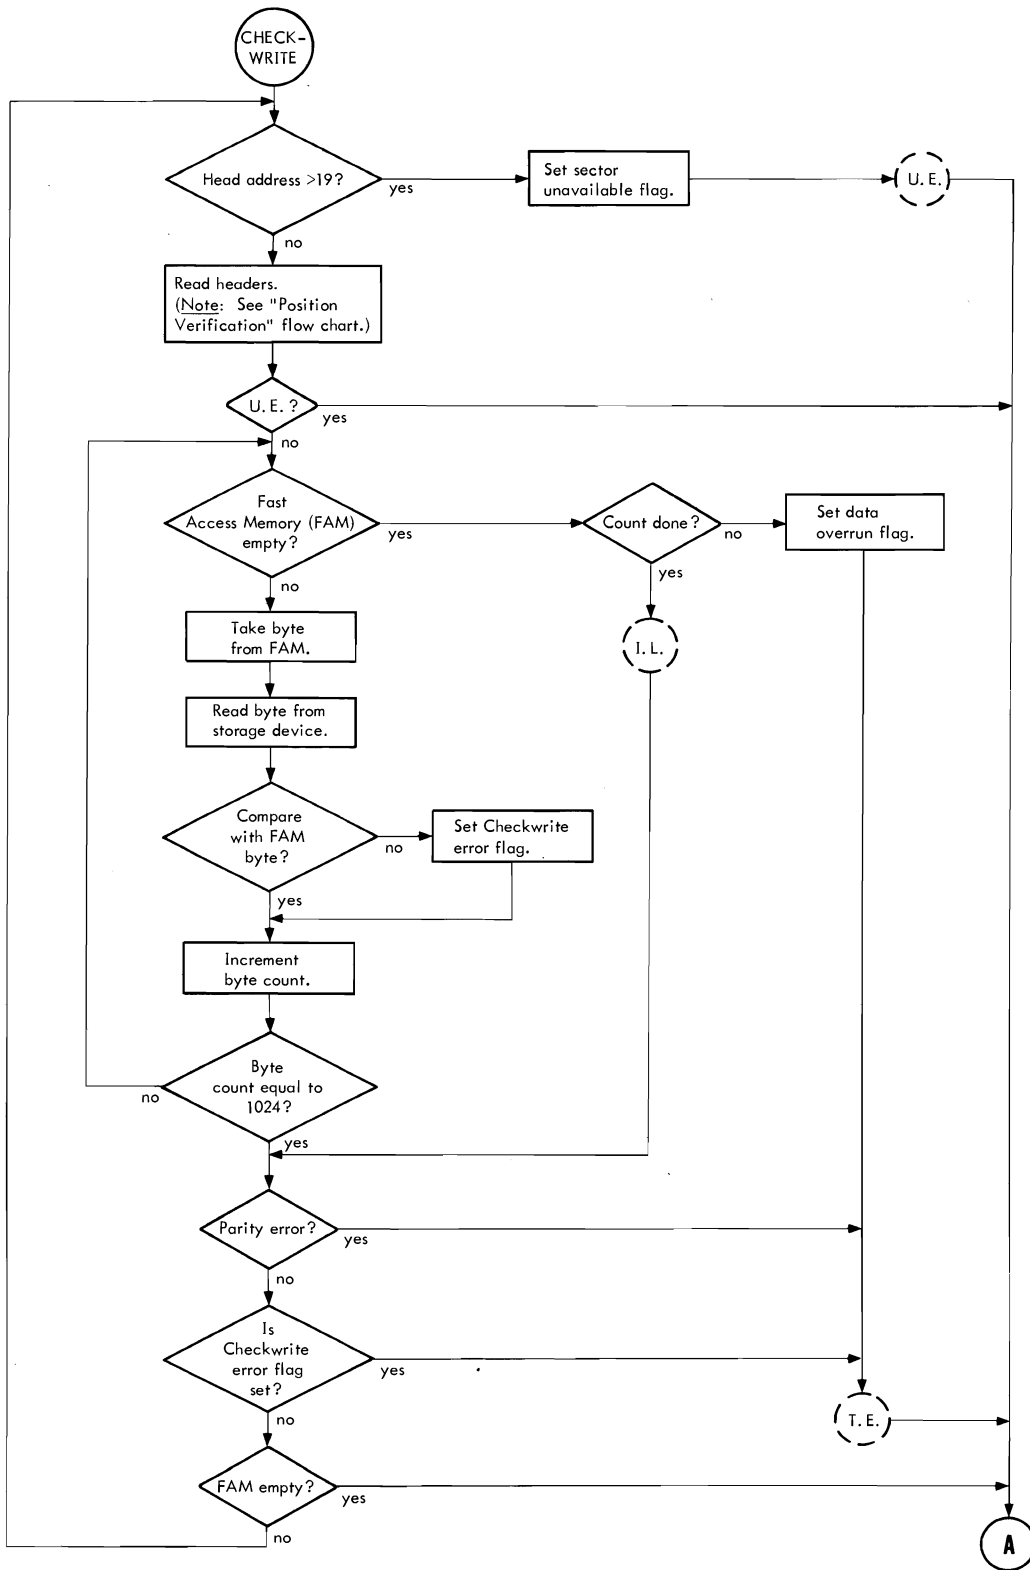 CHECK-
WRITE
Head address >19?
yes
Set sector
unavailable flag.
U.E.
no
Read headers.
(Note: See "Position
Verification" flow chart.)
U.E.?
yes
no
Fast
Access Memory (FAM)
empty?
yes
Count done?
no
Set data
overrun flag.
yes
no
I.L.
Take byte
from FAM.
Read byte from
storage device.
Compare
with FAM
byte?
no
Set Checkwrite
error flag.
yes
Increment
byte count.
Byte
count equal to
1024?
no
yes
Parity error?
yes
no
Is
Checkwrite
error flag
set?
yes
no
T.E.
FAM empty?
yes
no
A